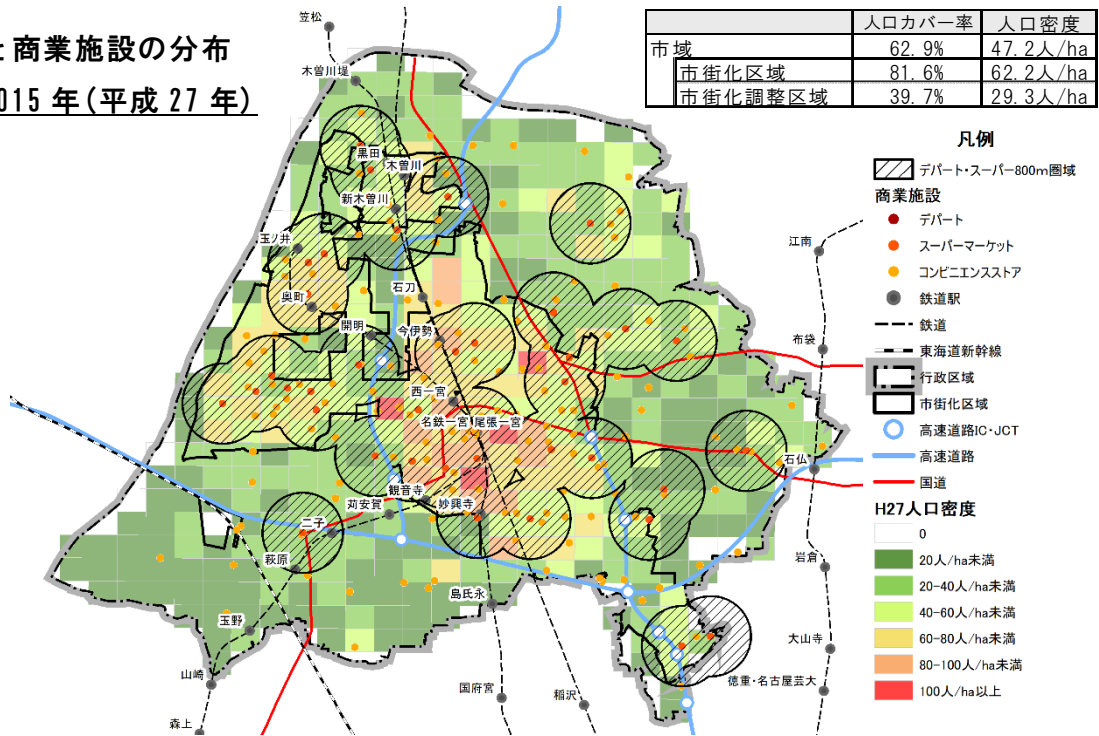 と商業施設の分布
015年(平成27年)
人口カバー率 人口密度
市域 62.9% 47.2人/ha
市街化区域 81.6% 62.2人/ha
市街化調整区域 39.7% 29.3人/ha
凡例
デパート・スーパー800m圏域
商業施設
デパート
スーパーマーケット
コンビニエンスストア
鉄道駅
鉄道
東海道新幹線
行政区域
市街化区域
高速道路IC・JCT
高速道路
国道
H27人口密度
0
20人/ha未満
20-40人/ha未満
40-60人/ha未満
60-80人/ha未満
80-100人/ha未満
100人/ha以上
笠松
木曽川堤
黒田
木曽川
新木曽川
玉ノ井
奥町
石刀
開明
今伊勢
西一宮
名鉄一宮
尾張一宮
観音寺
妙興寺
苅安賀
二子
萩原
島氏永
玉野
山崎
森上
国府宮
稲沢
江南
布袋
石仏
岩倉
大山寺
徳重・名古屋芸大